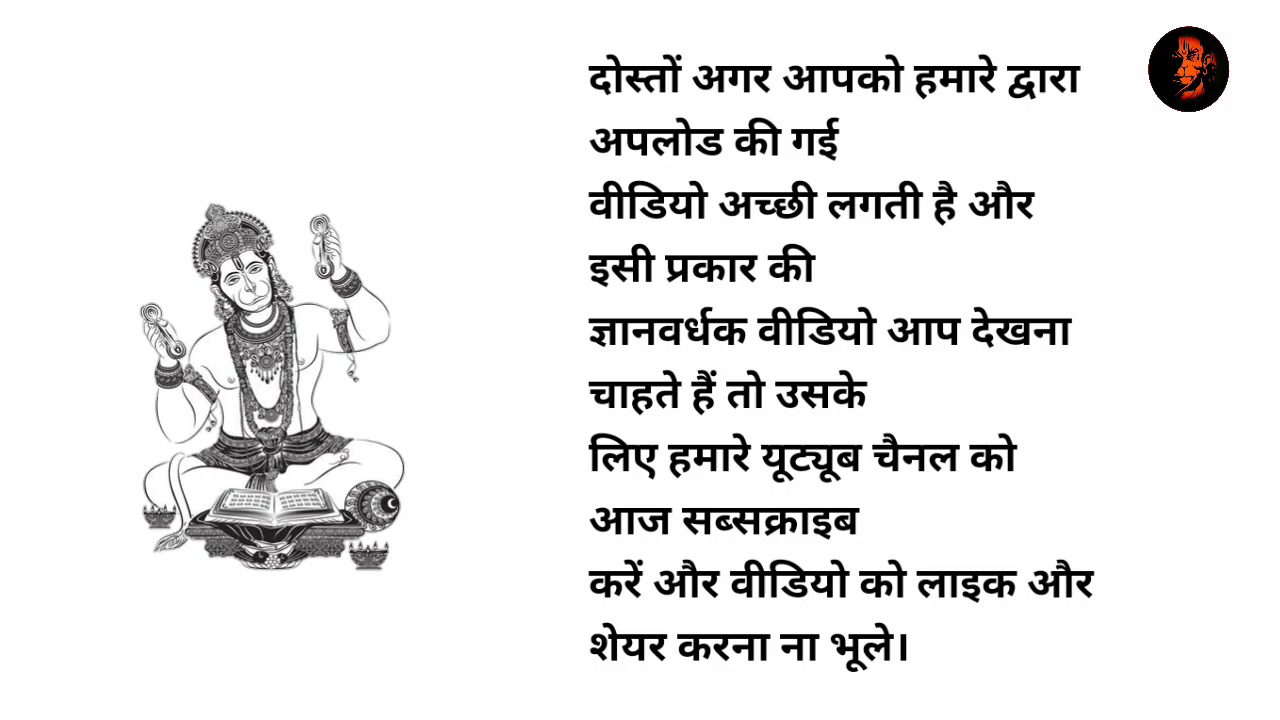 दोस्तों अगर आपको हमारे द्वारा
अपलोड की गई
वीडियो अच्छी लगती है और
इसी प्रकार की
ज्ञानवर्धक वीडियो आप देखना
चाहते हैं तो उसके
लिए हमारे यूट्यूब चैनल को
आज सब्सक्राइब
करें और वीडियो को लाइक और
शेयर करना ना भूले।